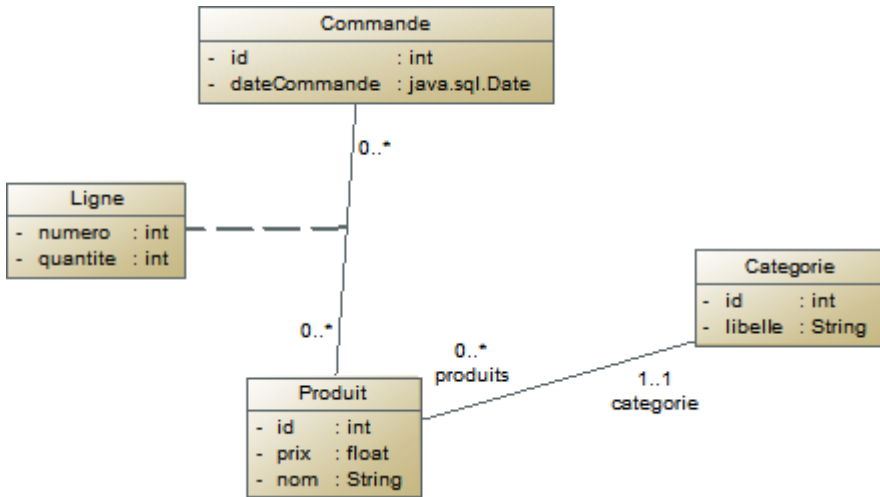 Commande
- id : int
- dateCommande : java.sql.Date
0..*
Ligne
- numero : int
- quantite : int
Categorie
- id : int
- libelle : String
0..*
0..*
produits
1..1
categorie
Produit
- id : int
- prix : float
- nom : String